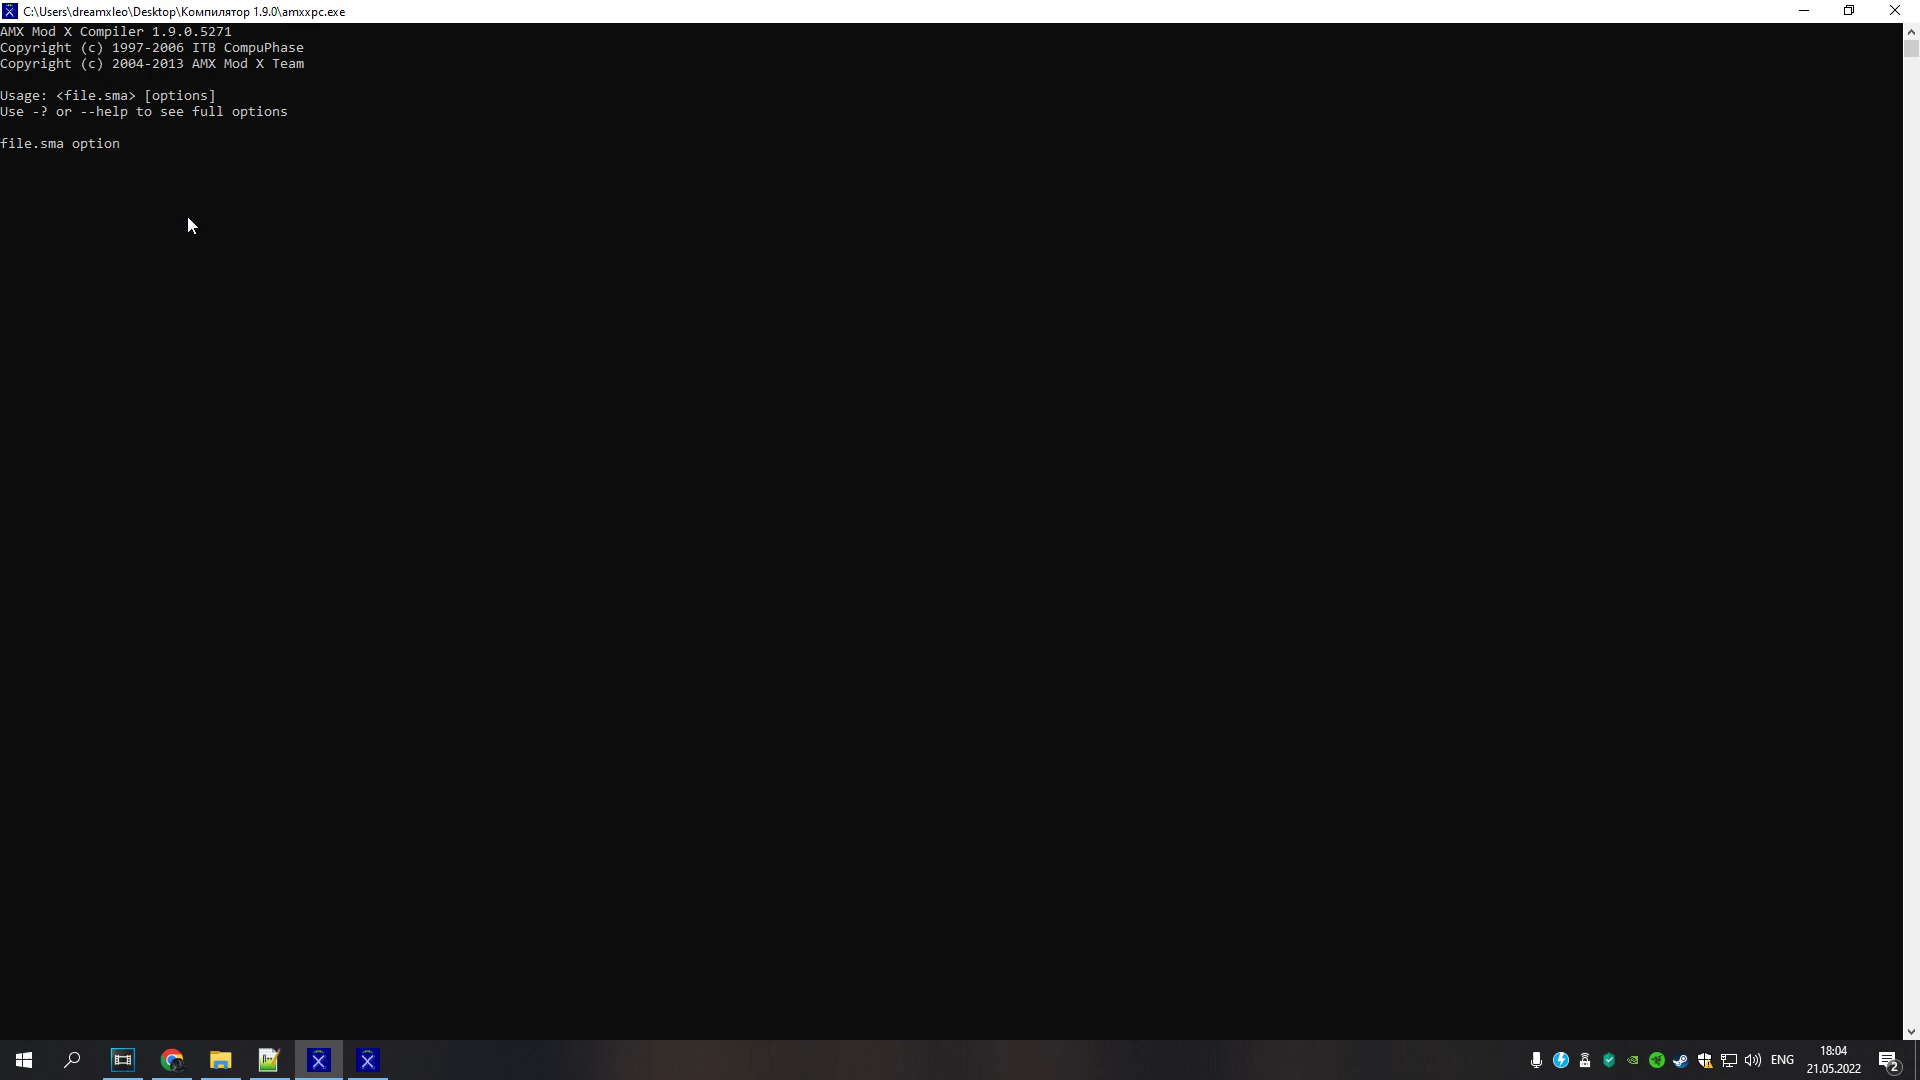 C:\Users\dreamxleo\Desktop\Компилятор 1.9.0\amxxpc.exe
AMX Mod X Compiler 1.9.0.5271
Copyright (c) 1997-2006 ITB CompuPhase
Copyright (c) 2004-2013 AMX Mod X Team
Usage: <file.sma> [options]
Use -? or --help to see full options
file.sma option
ENG
18:04
21.05.2022
2